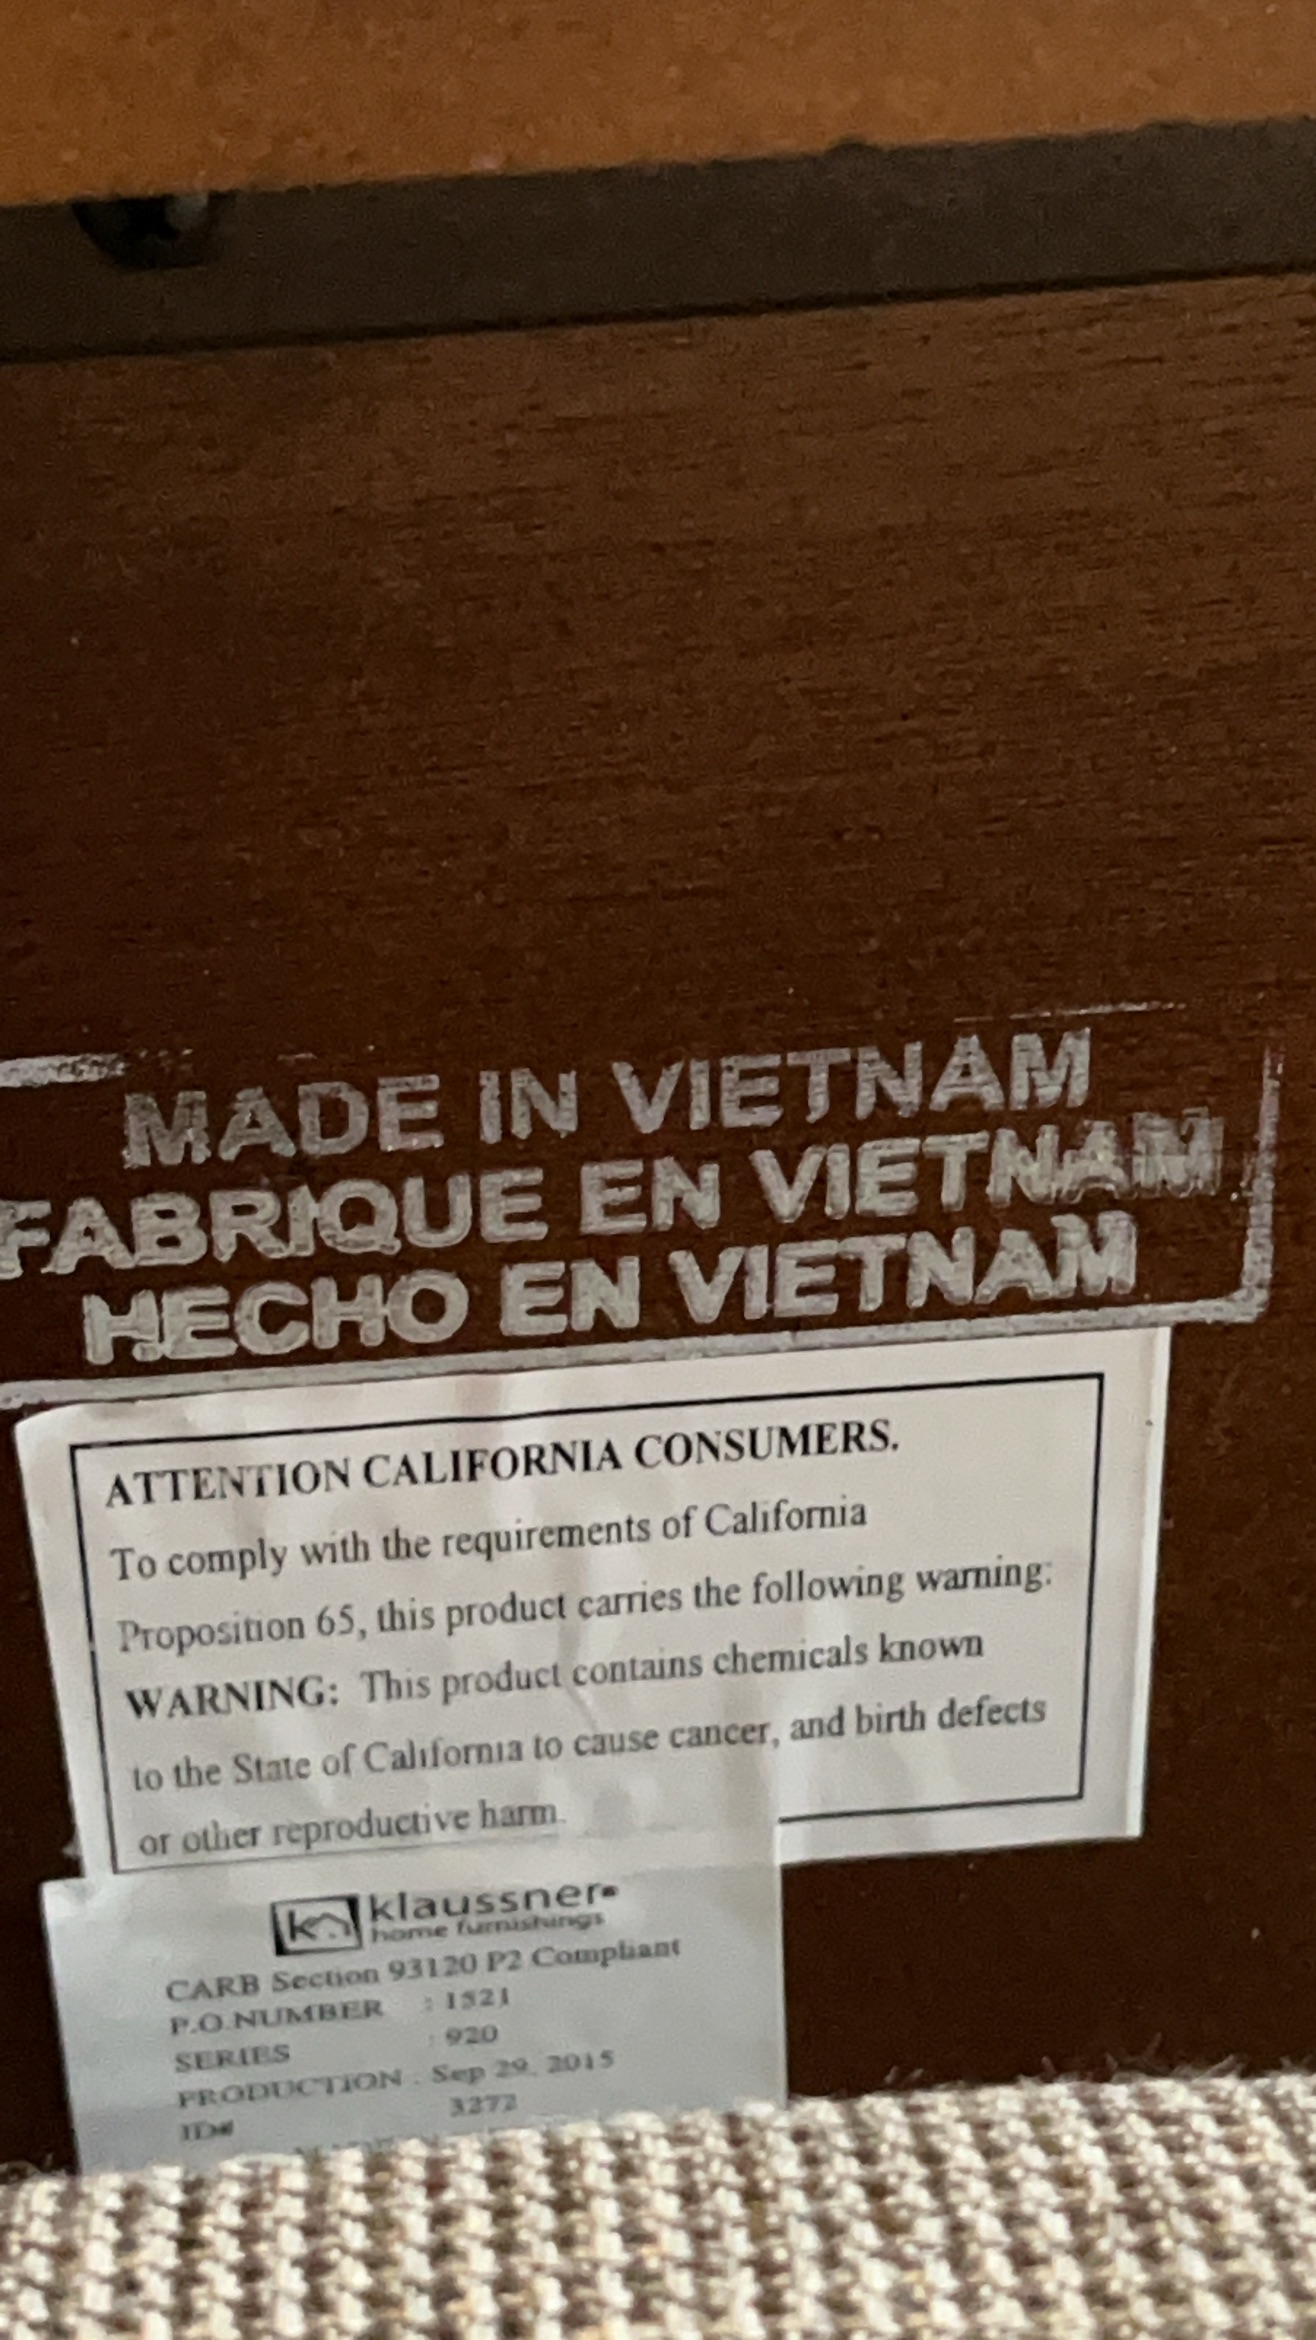 MADE IN VIETNAM
FABRIQUE EN VIETNAM
HECHO EN VIETNAM
ATTENTION CALIFORNIA CONSUMERS.
To comply with the requirements of California
Proposition 65, this product carries the following warning:
WARNING: This product contains chemicals known
to the State of California to cause cancer, and birth defects
or other reproductive harm.
klaussner
home furnishings
CARB Section 93120 P2 Compliant
P.O.NUMBER : 1521
SERIES : 920
PRODUCTION : Sep 29, 2015
ID# 3272